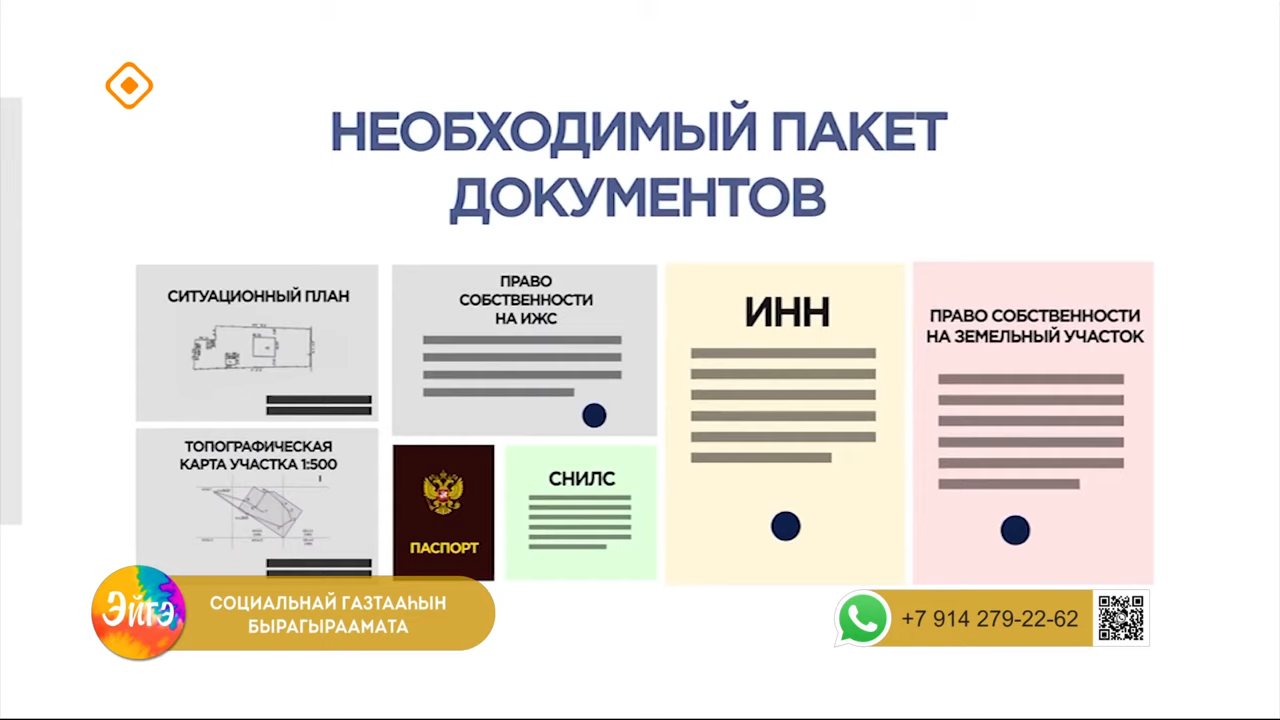 НЕОБХОДИМЫЙ ПАКЕТ
ДОКУМЕНТОВ
СИТУАЦИОННЫЙ ПЛАН
ПРАВО
СОБСТВЕННОСТИ
НА ИЖС
ИНН
ПРАВО СОБСТВЕННОСТИ
НА ЗЕМЕЛЬНЫЙ УЧАСТОК
ТОПОГРАФИЧЕСКАЯ
КАРТА УЧАСТКА 1:500
ПАСПОРТ
СНИЛС
Эйгэ
СОЦИАЛЬНАЙ ГАЗТААҺЫН
БЫРАГЫРААМАТА
+7 914 279-22-62